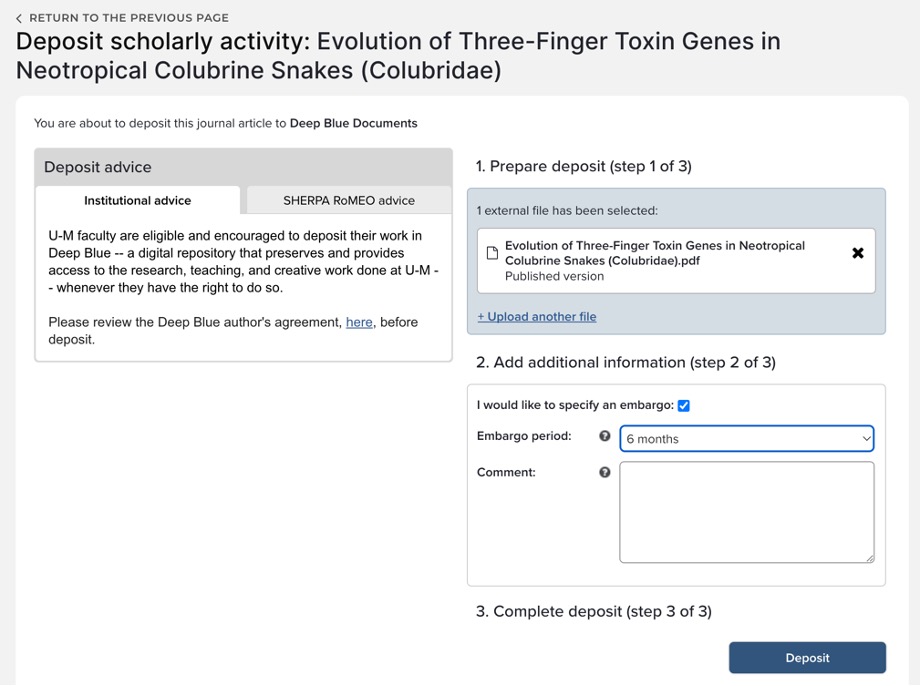 RETURN TO THE PREVIOUS PAGE
Deposit scholarly activity: Evolution of Three-Finger Toxin Genes in
Neotropical Colubrine Snakes (Colubridae)
You are about to deposit this journal article to Deep Blue Documents
Deposit advice
Institutional advice
SHERPA RoMEO advice
U-M faculty are eligible and encouraged to deposit their work in
Deep Blue -- a digital repository that preserves and provides
access to the research, teaching, and creative work done at U-M -
- whenever they have the right to do so.
Please review the Deep Blue author's agreement, here, before
deposit.
1. Prepare deposit (step 1 of 3)
1 external file has been selected:
Evolution of Three-Finger Toxin Genes in Neotropical
Colubrine Snakes (Colubridae).pdf
Published version
+ Upload another file
2. Add additional information (step 2 of 3)
I would like to specify an embargo:
Embargo period:
6 months
Comment:
3. Complete deposit (step 3 of 3)
Deposit